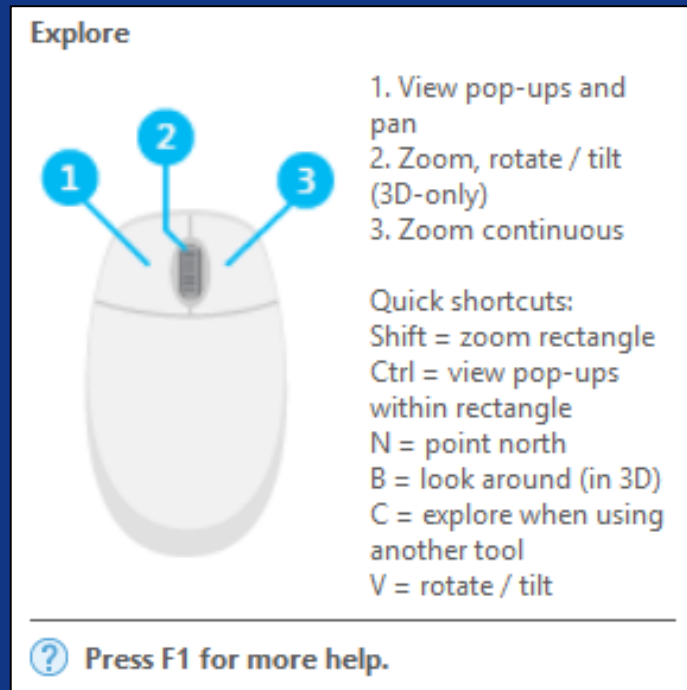 Explore
2
1
3
1. View pop-ups and
pan
2. Zoom, rotate / tilt
(3D-only)
3. Zoom continuous
Quick shortcuts:
Shift = zoom rectangle
Ctrl = view pop-ups
within rectangle
N = point north
B = look around (in 3D)
C = explore when using
another tool
V = rotate / tilt
? Press F1 for more help.